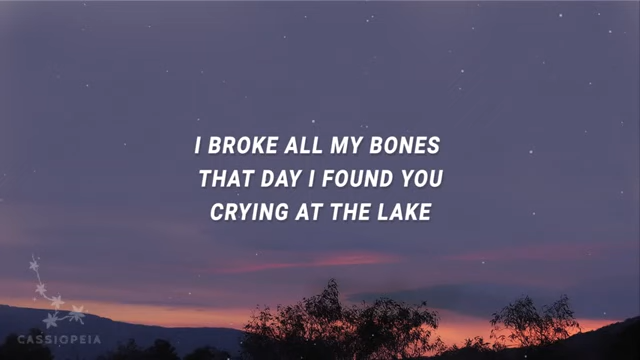 I BROKE ALL MY BONES
THAT DAY I FOUND YOU
CRYING AT THE LAKE
CASSIOPEIA